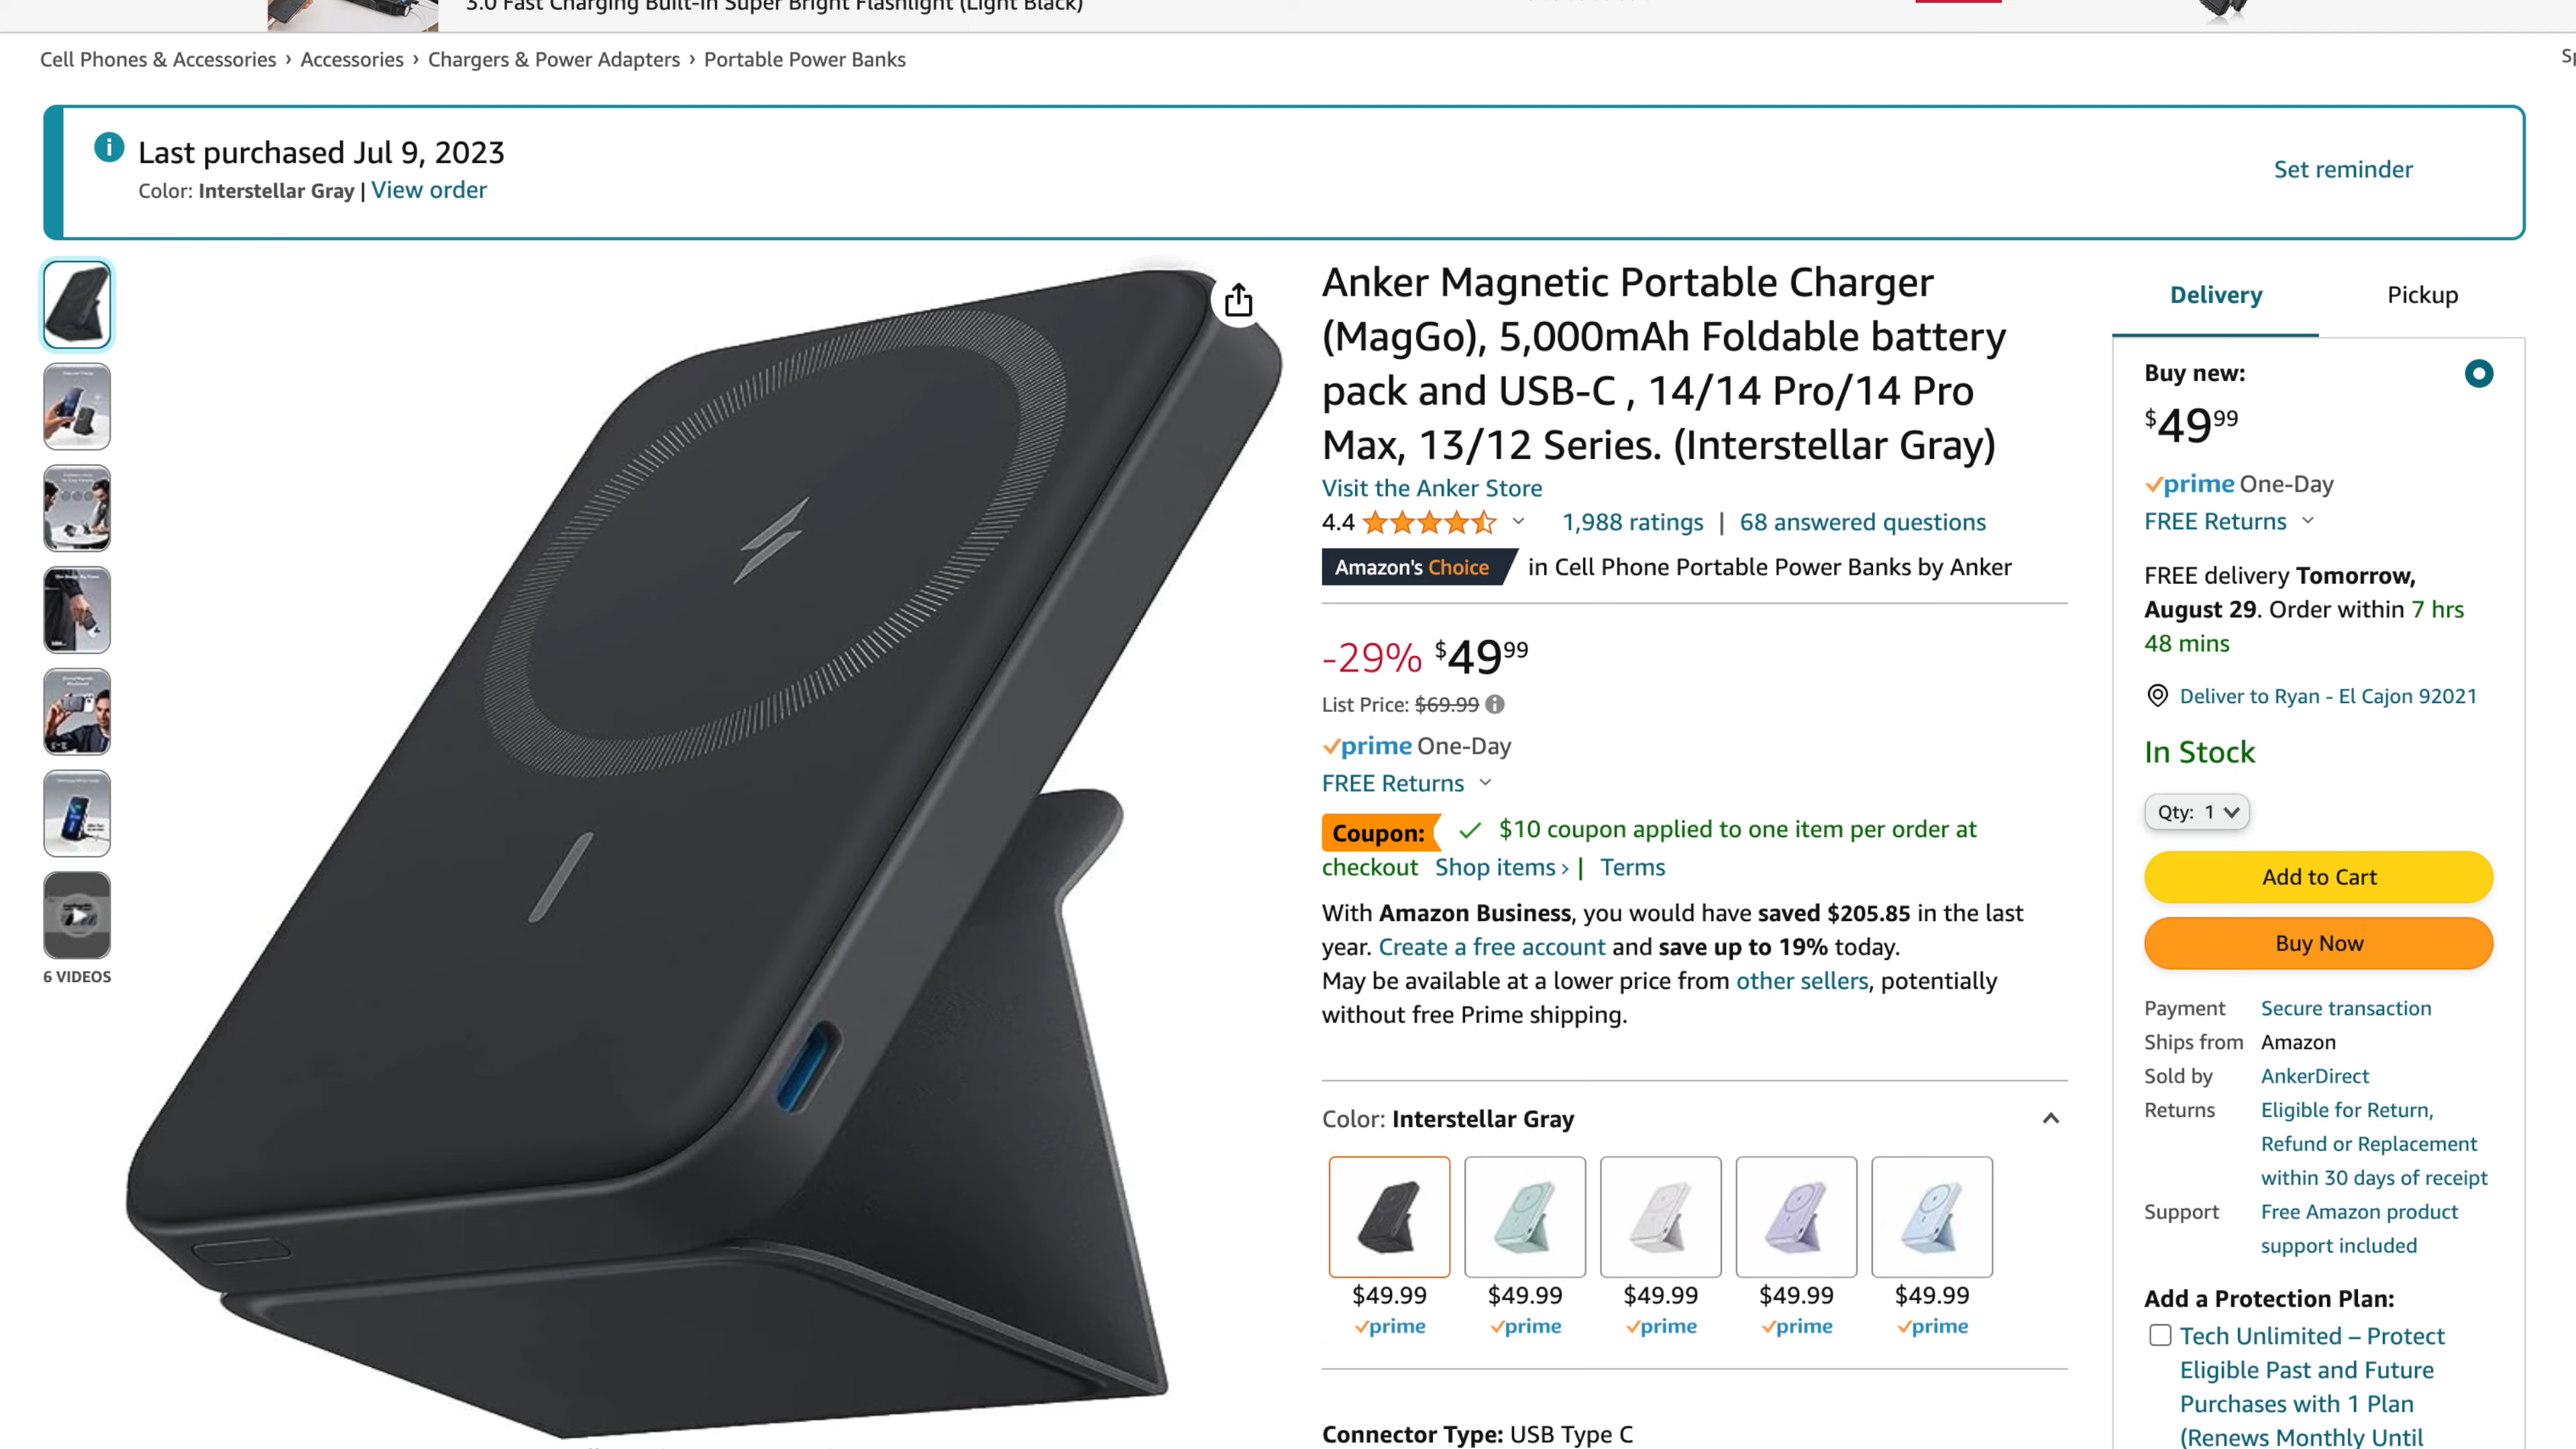 3.0 Fast Charging Built-in Super Bright Flashlight (Light Black)
Cell Phones & Accessories › Accessories › Chargers & Power Adapters › Portable Power Banks
Last purchased Jul 9, 2023
Color: Interstellar Gray | View order
Set reminder
6 VIDEOS
Anker Magnetic Portable Charger
(MagGo), 5,000mAh Foldable battery
pack and USB-C , 14/14 Pro/14 Pro
Max, 13/12 Series. (Interstellar Gray)
Visit the Anker Store
4.4 1,988 ratings | 68 answered questions
Amazon's Choice in Cell Phone Portable Power Banks by Anker
-29% $49 99
List Price: $69.99
prime One-Day
FREE Returns
Coupon: $10 coupon applied to one item per order at
checkout Shop items › | Terms
With Amazon Business, you would have saved $205.85 in the last
year. Create a free account and save up to 19% today.
May be available at a lower price from other sellers, potentially
without free Prime shipping.
Color: Interstellar Gray
$49.99 $49.99 $49.99 $49.99 $49.99
prime prime prime prime prime
Connector Type: USB Type C
Delivery Pickup
Buy new:
$49 99
prime One-Day
FREE Returns
FREE delivery Tomorrow,
August 29. Order within 7 hrs
48 mins
Deliver to Ryan - El Cajon 92021
In Stock
Qty: 1
Add to Cart
Buy Now
Payment Secure transaction
Ships from Amazon
Sold by AnkerDirect
Returns Eligible for Return,
Refund or Replacement
within 30 days of receipt
Support Free Amazon product
support included
Add a Protection Plan:
Tech Unlimited – Protect
Eligible Past and Future
Purchases with 1 Plan
(Renews Monthly Until